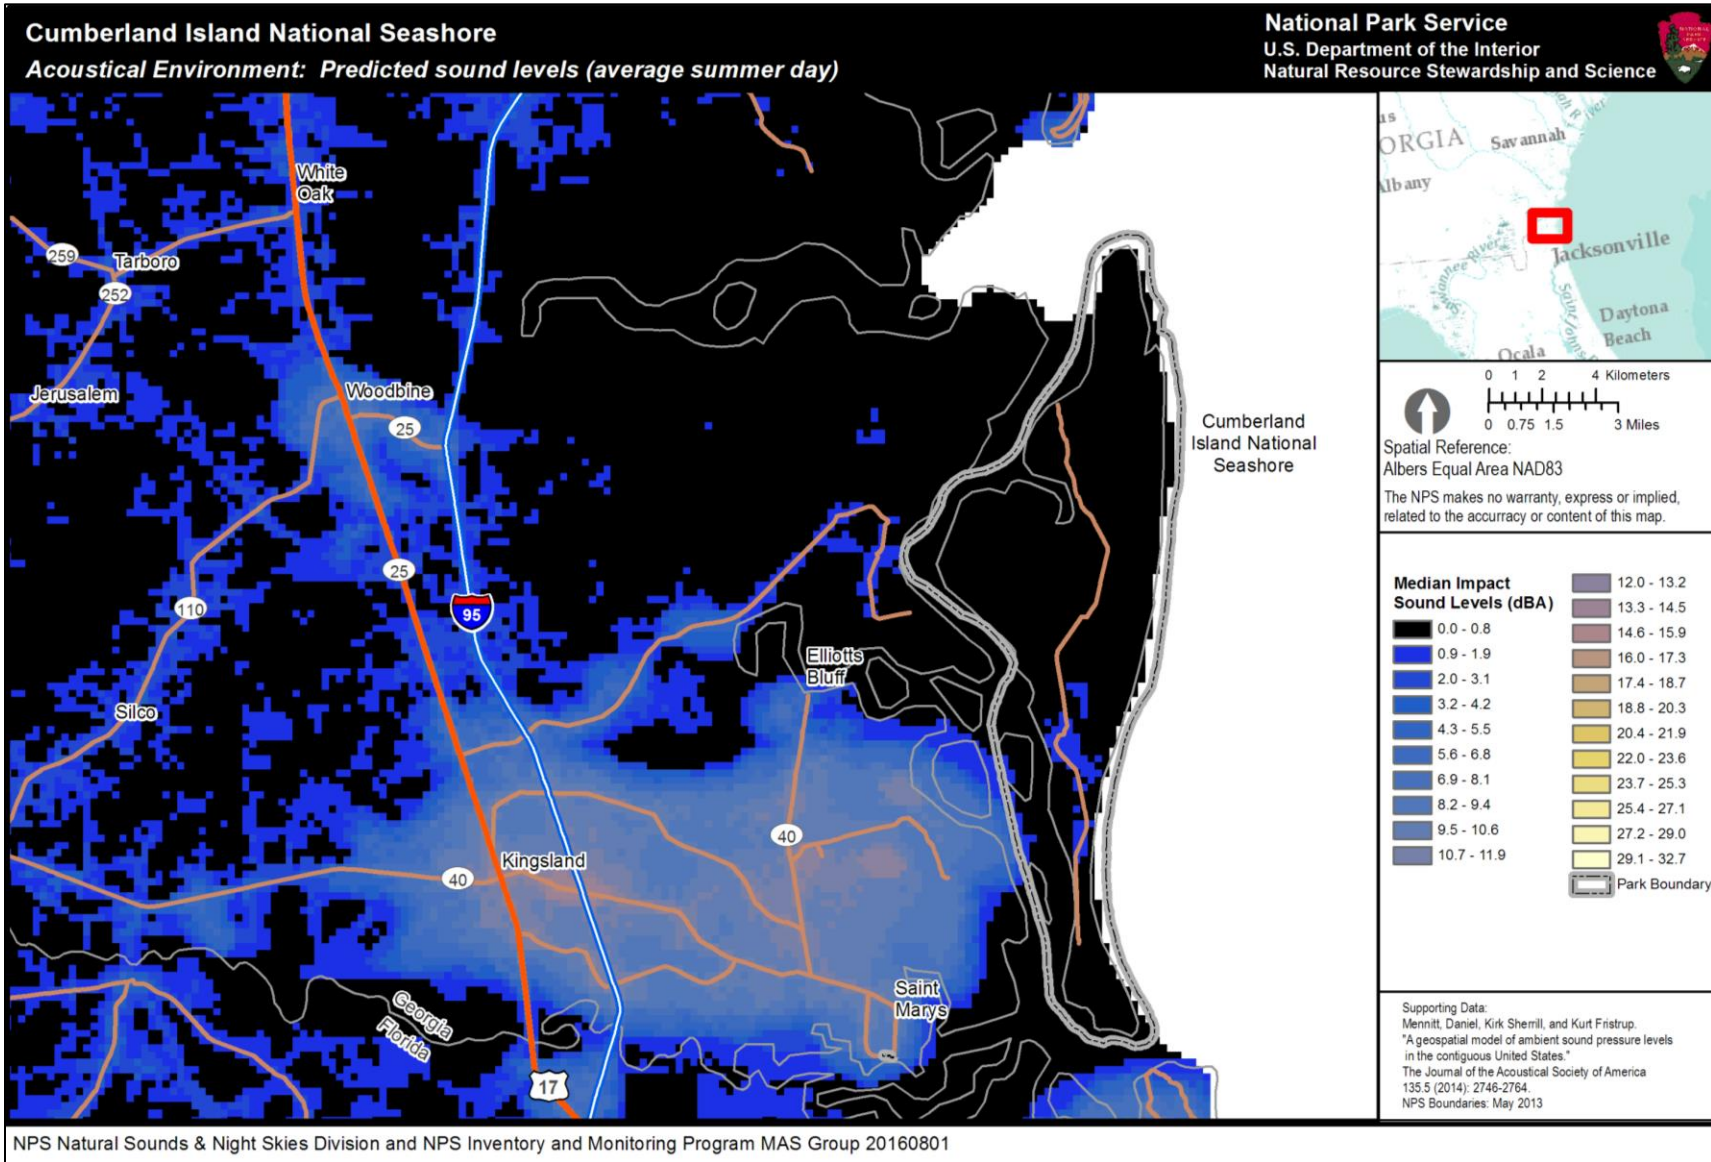 Cumberland Island National Seashore
Acoustical Environment: Predicted sound levels (average summer day)
National Park Service
U.S. Department of the Interior
Natural Resource Stewardship and Science
White
Oak
259
Tarboro
252
Jerusalem
Woodbine
25
25
110
95
Silco
Elliotts
Bluff
40
Kingsland
40
Saint
Marys
Georgia
Florida
17
Cumberland
Island National
Seashore
ORGIA
Savannah
River
Albany
Suwannee River
Jacksonville
Saint Johns
Daytona
Beach
Ocala
0 1 2 4 Kilometers
0 0.75 1.5 3 Miles
Spatial Reference:
Albers Equal Area NAD83
The NPS makes no warranty, express or implied,
related to the accurracy or content of this map.
Median Impact
Sound Levels (dBA)
0.0 - 0.8
0.9 - 1.9
2.0 - 3.1
3.2 - 4.2
4.3 - 5.5
5.6 - 6.8
6.9 - 8.1
8.2 - 9.4
9.5 - 10.6
10.7 - 11.9
12.0 - 13.2
13.3 - 14.5
14.6 - 15.9
16.0 - 17.3
17.4 - 18.7
18.8 - 20.3
20.4 - 21.9
22.0 - 23.6
23.7 - 25.3
25.4 - 27.1
27.2 - 29.0
29.1 - 32.7
Park Boundary
Supporting Data:
Mennitt, Daniel, Kirk Sherrill, and Kurt Fristrup.
"A geospatial model of ambient sound pressure levels
in the contiguous United States."
The Journal of the Acoustical Society of America
135.5 (2014): 2746-2764.
NPS Boundaries: May 2013
NPS Natural Sounds & Night Skies Division and NPS Inventory and Monitoring Program MAS Group 20160801